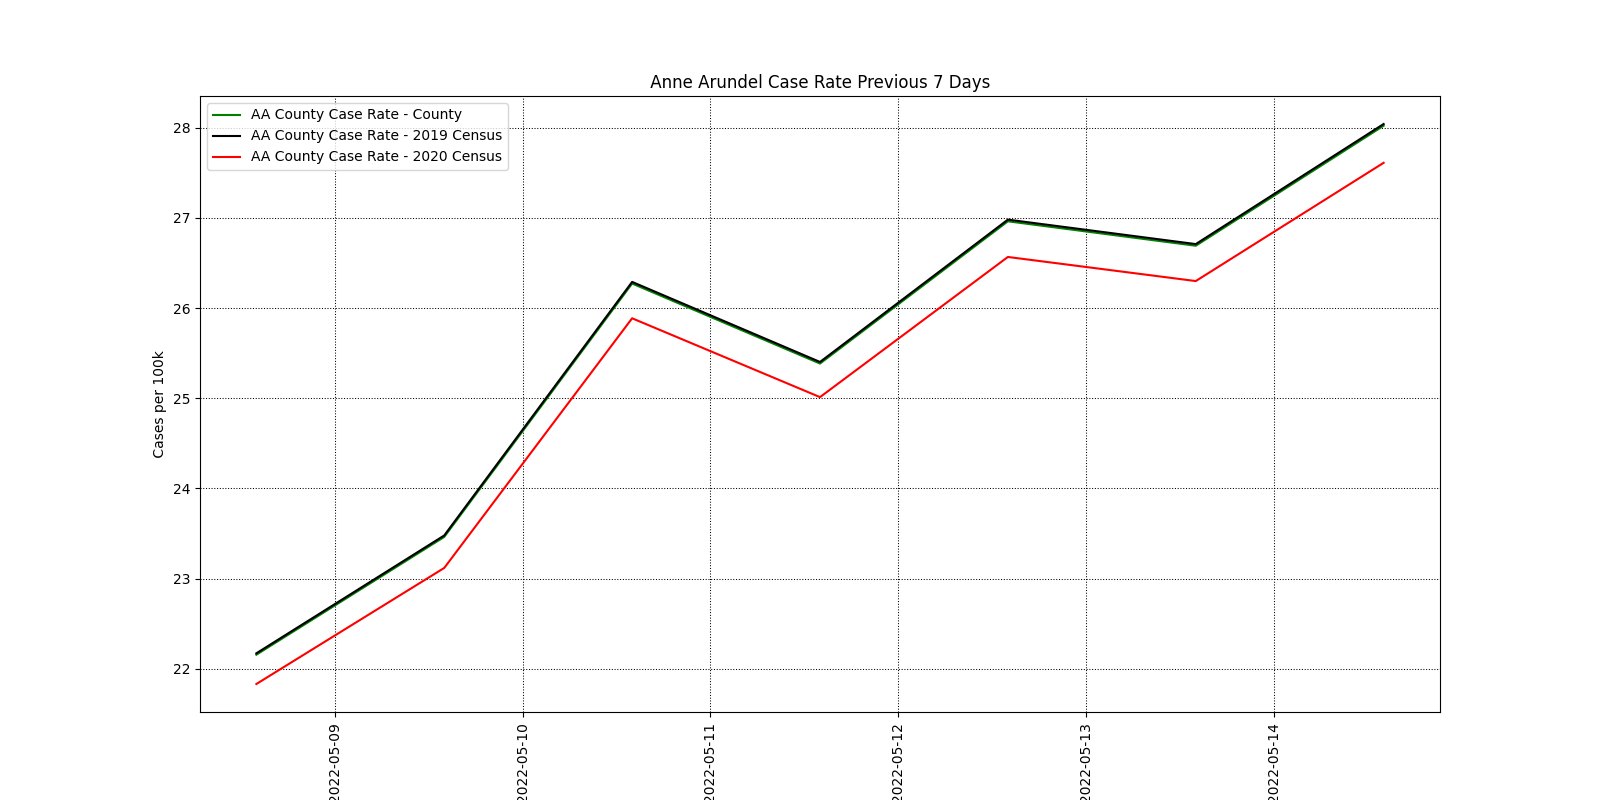 Anne Arundel Case Rate Previous 7 Days
AA County Case Rate - County
AA County Case Rate - 2019 Census
AA County Case Rate - 2020 Census
Cases per 100k
28
27
26
25
24
23
22
2022-05-09
2022-05-10
2022-05-11
2022-05-12
2022-05-13
2022-05-14